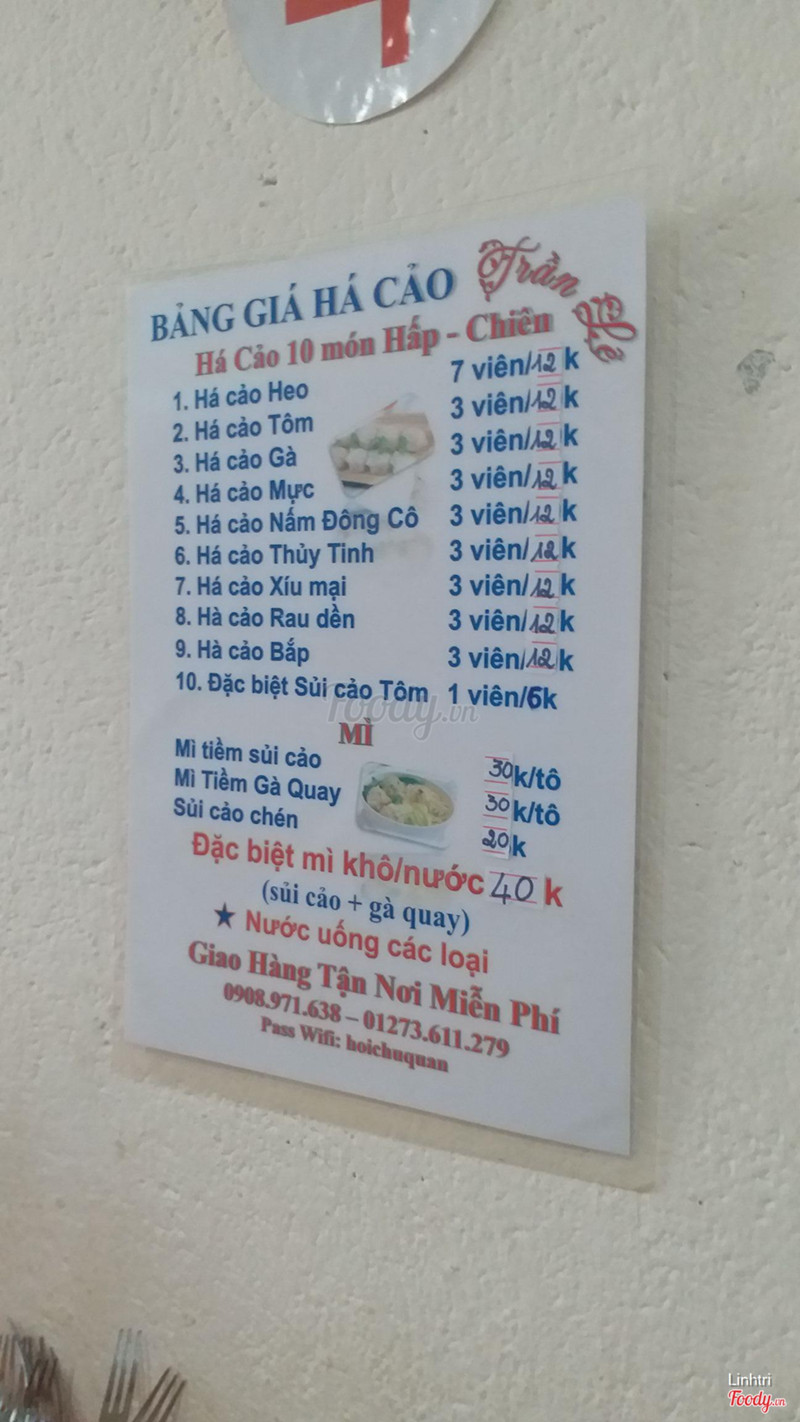 BẢNG GIÁ HÁ CẢO Trần Kệ
Há Cảo 10 món Hấp - Chiên
1. Há cảo Heo 7 viên/12 k
2. Há cảo Tôm 3 viên/12 k
3. Há cảo Gà 3 viên/12 k
4. Há cảo Mực 3 viên/12 k
5. Há cảo Nấm Đông Cô 3 viên/12 k
6. Há cảo Thủy Tinh 3 viên/12 k
7. Há cảo Xíu mại 3 viên/12 k
8. Hà cảo Rau dền 3 viên/12 k
9. Hà cảo Bắp 3 viên/12 k
10. Đặc biệt Sủi cảo Tôm 1 viên/6k
Foody.vn
MÌ
Mì tiềm sủi cảo 30k/tô
Mì Tiềm Gà Quay 30k/tô
Sủi cảo chén 20k
Đặc biệt mì khô/nước 40 k
(sủi cảo + gà quay)
★ Nước uống các loại
Giao Hàng Tận Nơi Miễn Phí
0908.971.638 – 01273.611.279
Pass Wifi: hoichuquan
Linhtri
Foody.vn